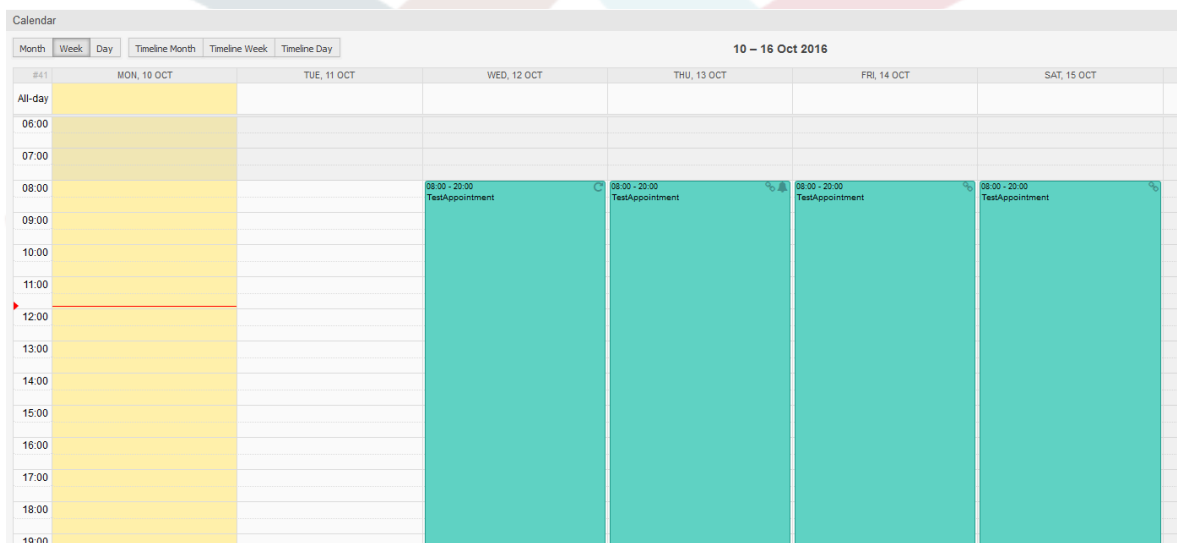 Calendar
Month Week Day Timeline Month Timeline Week Timeline Day 10 – 16 Oct 2016
#41 MON, 10 OCT TUE, 11 OCT WED, 12 OCT THU, 13 OCT FRI, 14 OCT SAT, 15 OCT
All-day
06:00
07:00
08:00 08:00 - 20:00 08:00 - 20:00 08:00 - 20:00 08:00 - 20:00
TestAppointment TestAppointment TestAppointment TestAppointment
09:00
10:00
11:00
12:00
13:00
14:00
15:00
16:00
17:00
18:00
19:00